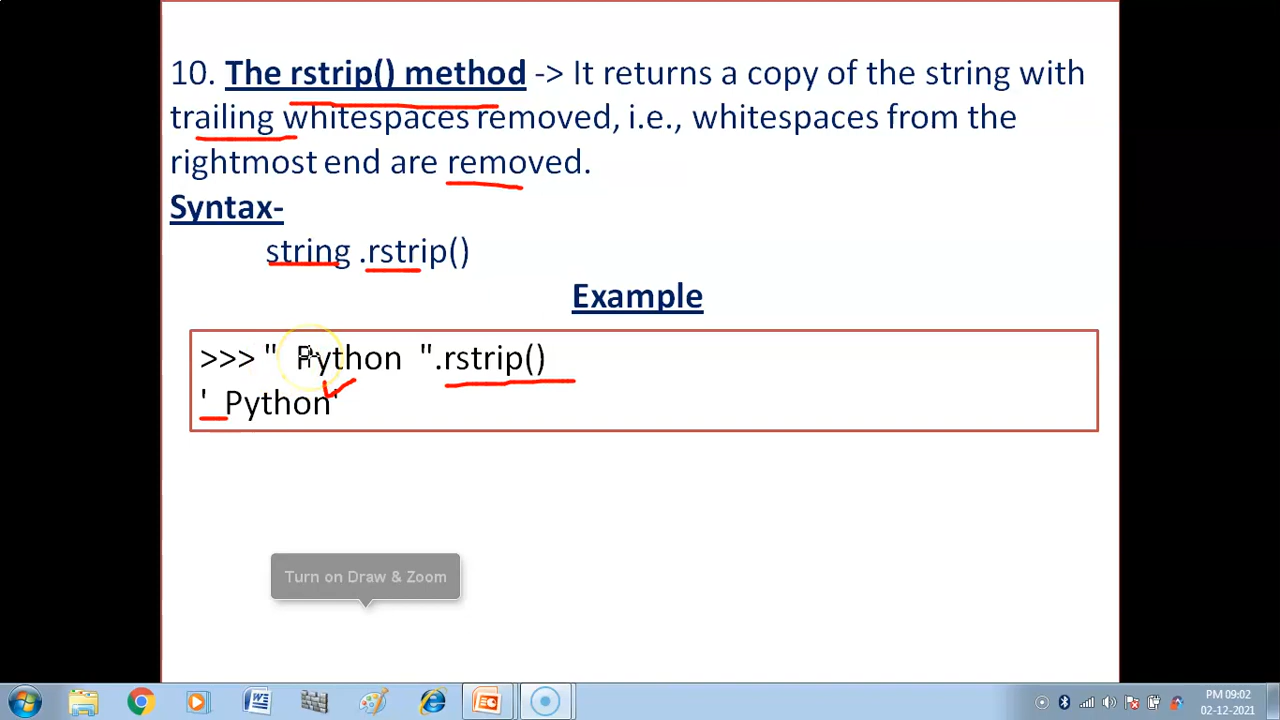 10. The rstrip() method -> It returns a copy of the string with
trailing whitespaces removed, i.e., whitespaces from the
rightmost end are removed.
Syntax-
string .rstrip()
Example
>>> "  Python  ".rstrip()
'  Python'
Turn on Draw & Zoom
PM 09:02
02-12-2021